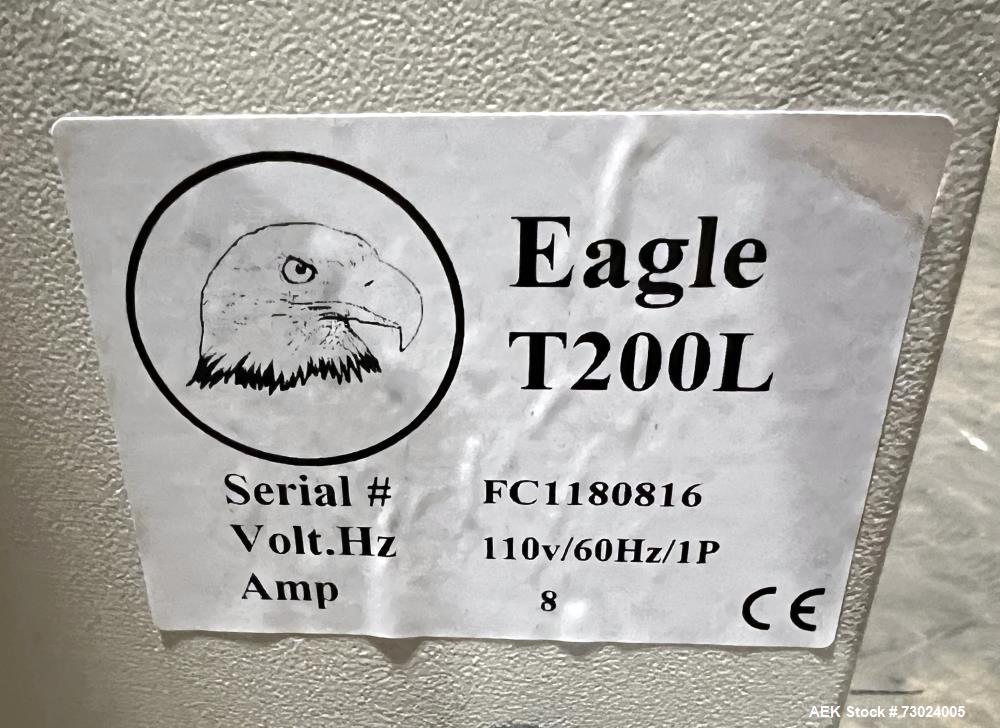 Eagle
T200L
Serial # FC1180816
Volt.Hz 110v/60Hz/1P
Amp 8
CE
AEK Stock #73024005